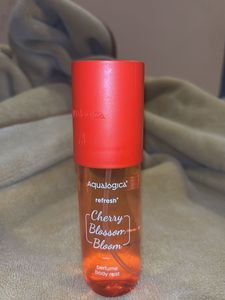 Aqualogica®
refresh+
Cherry
Blossom
Bloom
perfume
body mist